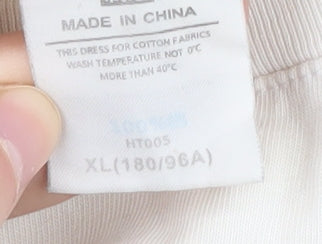 MADE IN CHINA
THIS DRESS FOR COTTON FABRICS
WASH TEMPERATURE NOT 0℃
MORE THAN 40℃
HT005
XL(180/96A)